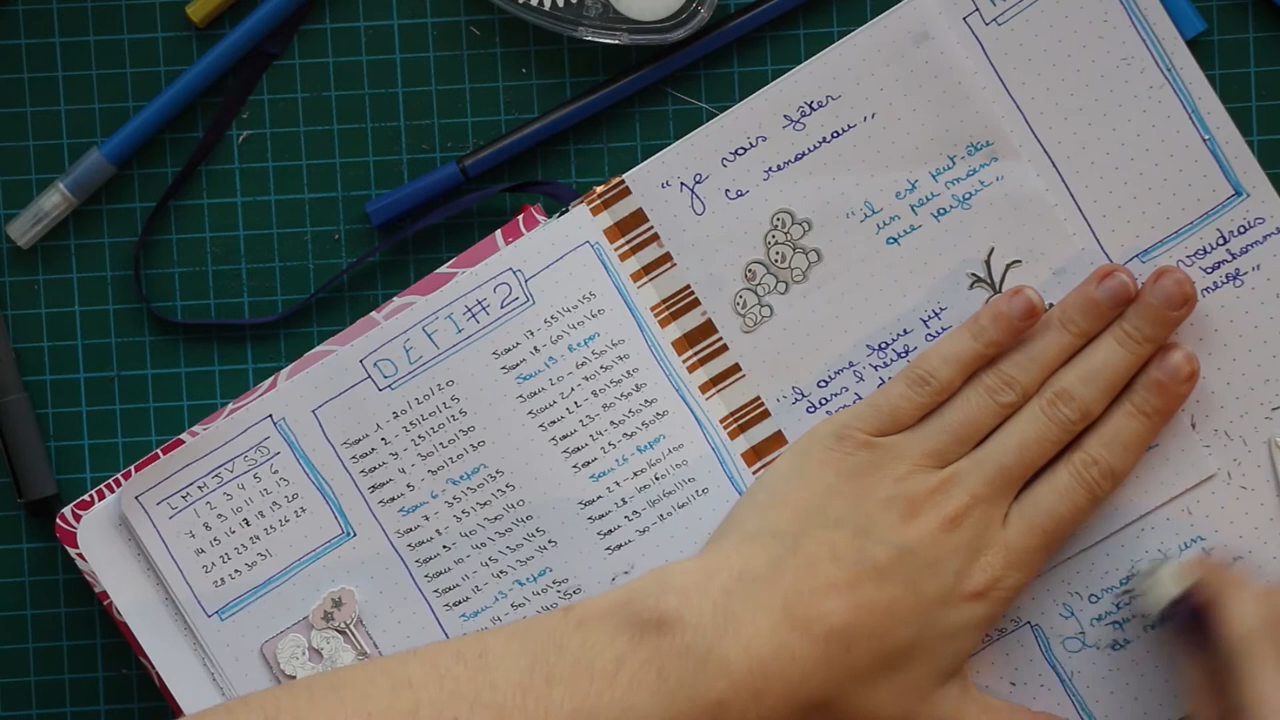 DEFI #2
L M M J V S D
1 2 3 4 5 6
7 8 9 10 11 12 13
14 15 16 17 18 19 20
21 22 23 24 25 26 27
28 29 30 31
Jour 1 - 20/20/20
Jour 2 - 25/20/25
Jour 3 - 25/20/25
Jour 4 - 30/20/30
Jour 5 - 30/20/30
Jour 6 - Repos
Jour 7 - 35/30/35
Jour 8 - 35/30/35
Jour 9 - 40/30/40
Jour 10 - 40/30/40
Jour 11 - 45/30/45
Jour 12 - 45/30/45
Jour 13 - Repos
14 - 50/40/50
Jour 17 - 55/40/55
Jour 18 - 60/40/60
Jour 19 - Repos
Jour 20 - 60/50/60
Jour 21 - 70/50/70
Jour 22 - 80/50/80
Jour 23 - 80/50/80
Jour 24 - 90/50/90
Jour 25 - 90/50/90
Jour 26 - Repos
Jour 27 - 100/60/100
Jour 28 - 100/60/100
Jour 29 - 110/60/110
Jour 30 - 120/60/120
"je vais fêter
ce renouveau"
"il est peut-être
un peu moins
que parfait"
"il aime faire pipi
dans l'herbe au
voudrais
bonhomme
neige"
29 30 31